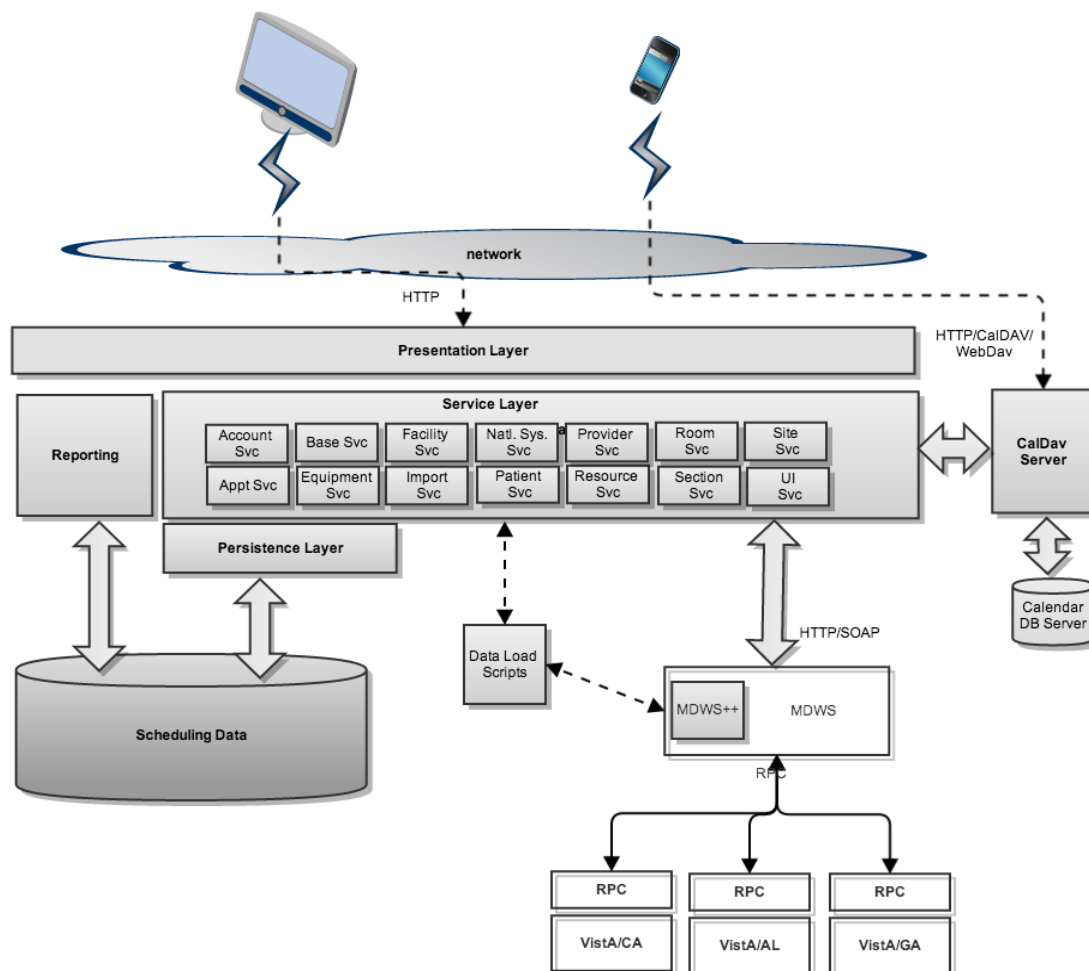 network
HTTP
HTTP/CalDAV/
WebDav
Presentation Layer
Service Layer
Reporting
Account
Svc
Base Svc
Facility
Svc
Natl. Sys.
Svc
a
Provider
Svc
Room
Svc
Site
Svc
Appt Svc
Equipment
Svc
Import
Svc
Patient
Svc
Resource
Svc
Section
Svc
UI
Svc
CalDav
Server
Persistence Layer
Calendar
DB Server
HTTP/SOAP
Data Load
Scripts
Scheduling Data
MDWS++
MDWS
RPC
RPC
RPC
RPC
VistA/CA
VistA/AL
VistA/GA